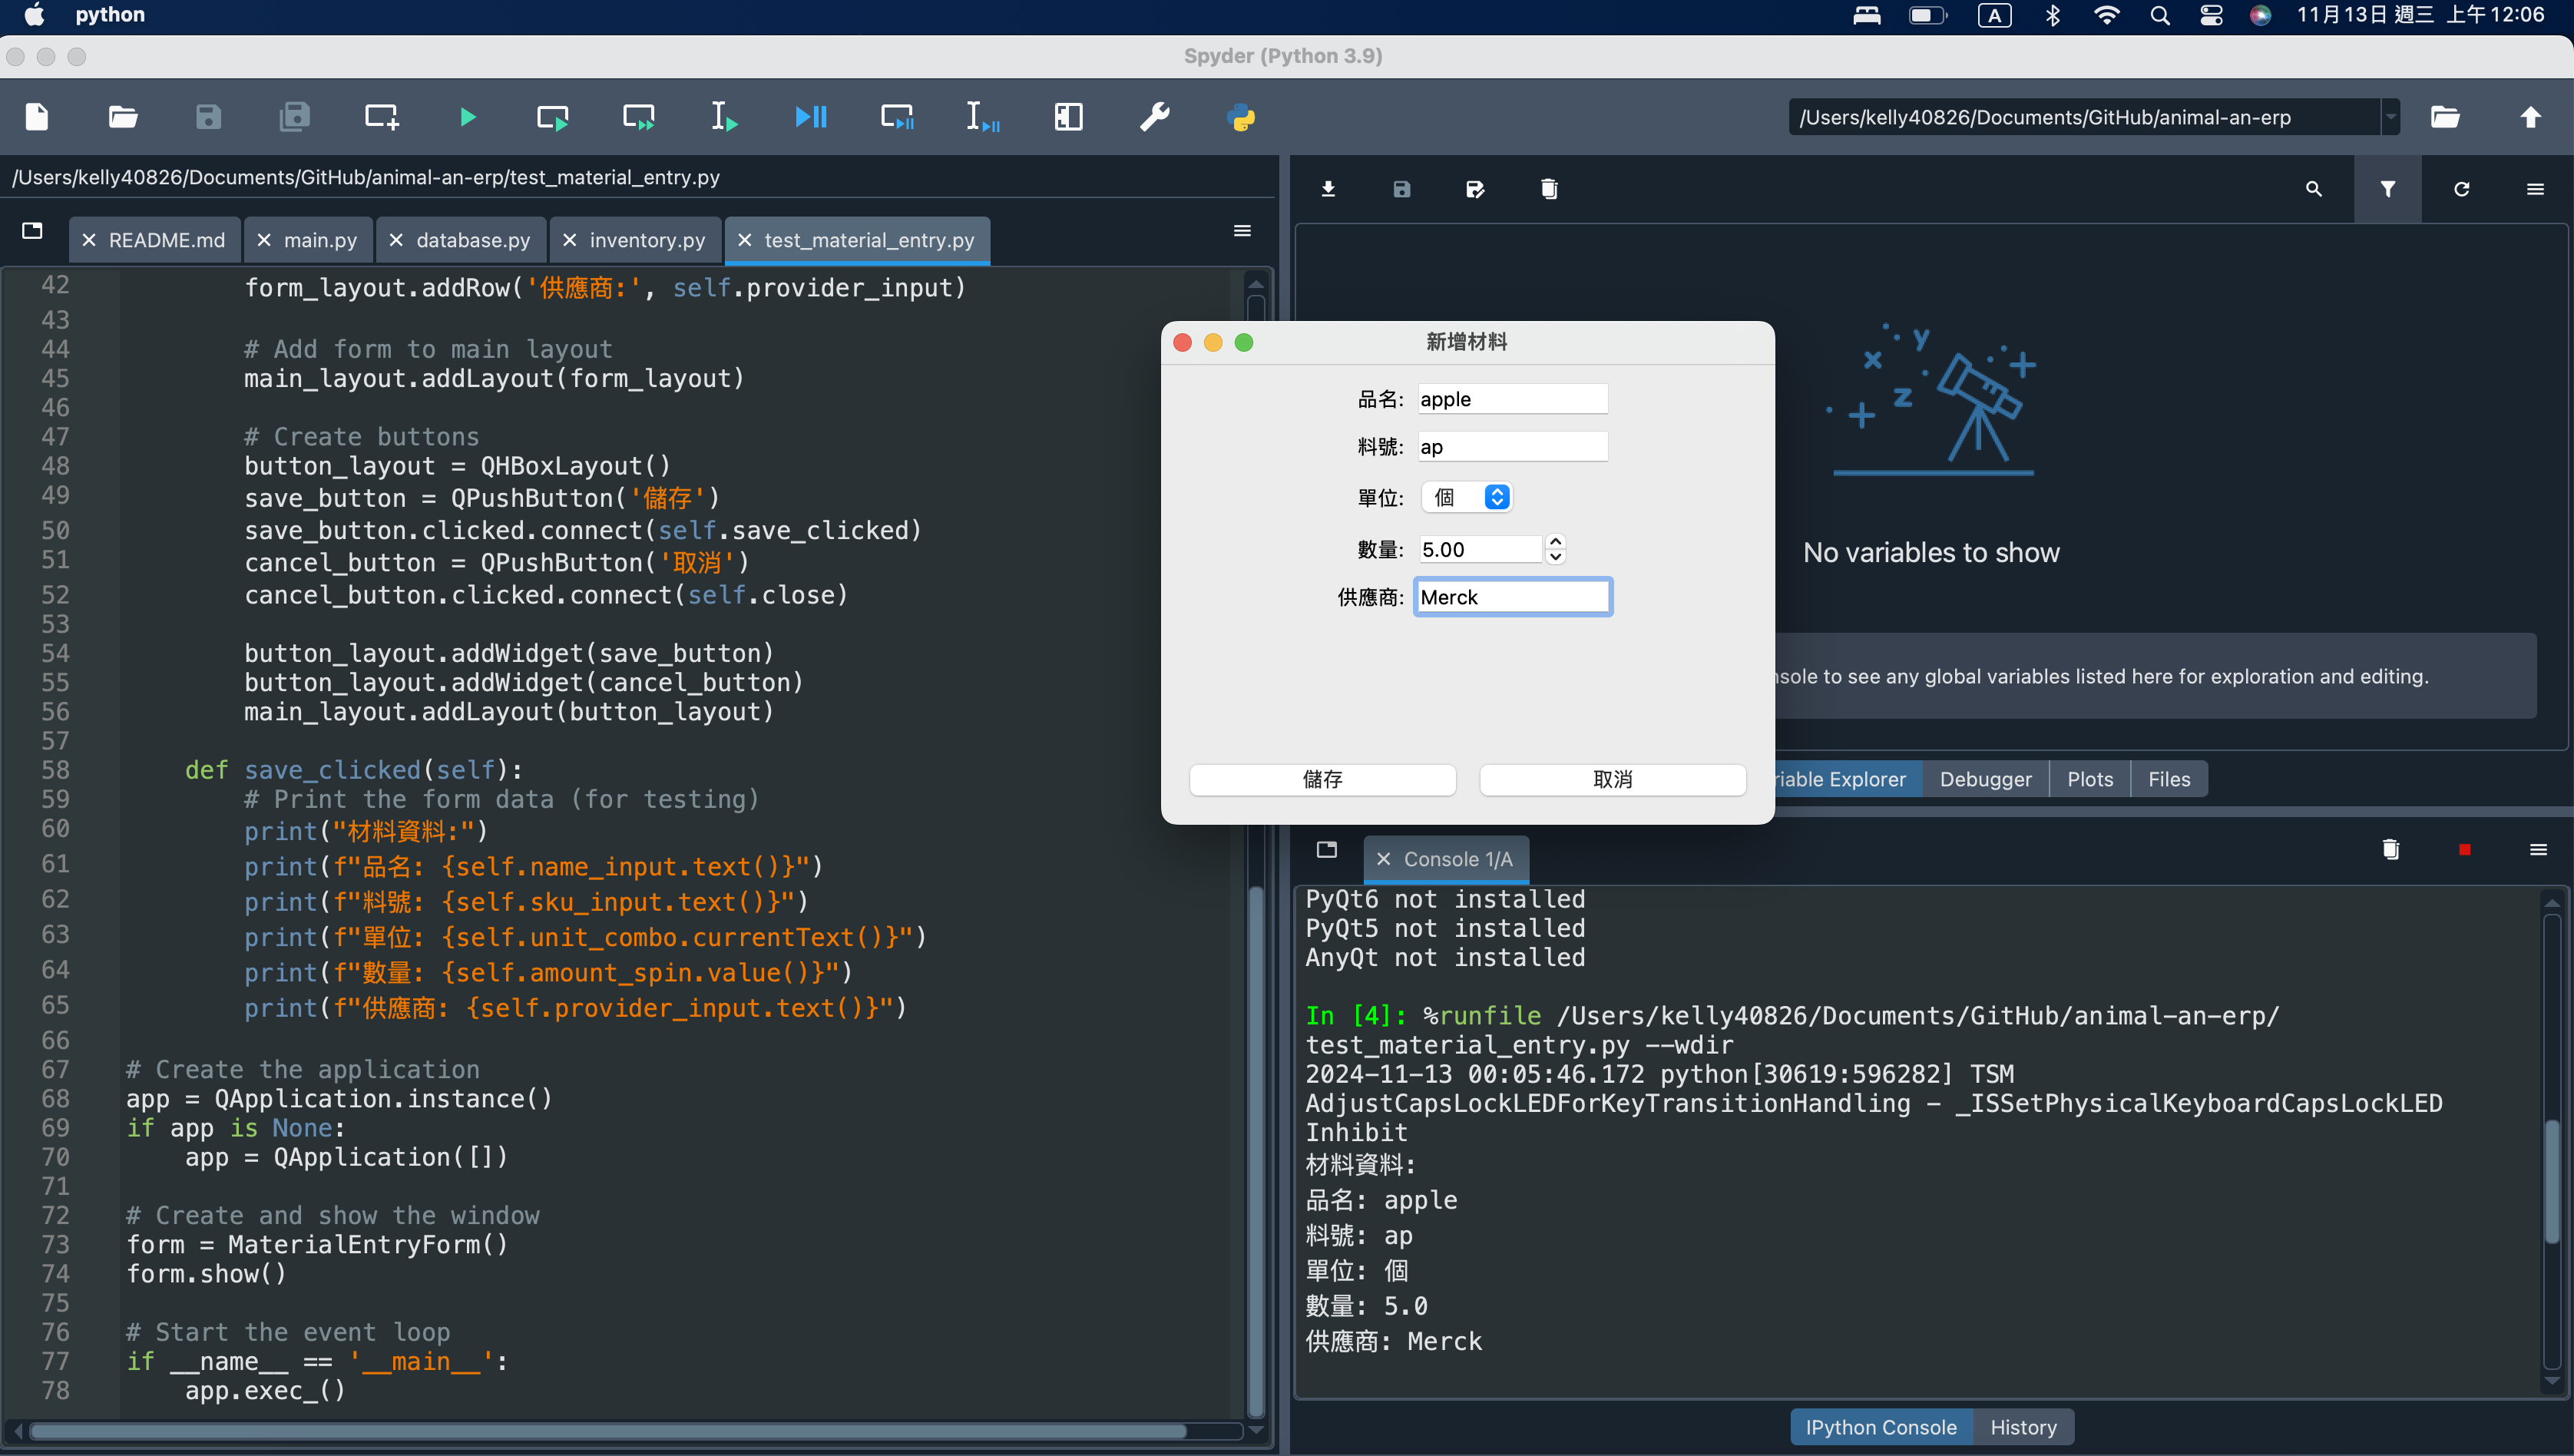 python
11月13日 週三 上午 12:06
Spyder (Python 3.9)
/Users/kelly40826/Documents/GitHub/animal-an-erp
/Users/kelly40826/Documents/GitHub/animal-an-erp/test_material_entry.py
README.md
main.py
database.py
inventory.py
test_material_entry.py
42 form_layout.addRow('供應商:', self.provider_input)
43
44 # Add form to main layout
45 main_layout.addLayout(form_layout)
46
47 # Create buttons
48 button_layout = QHBoxLayout()
49 save_button = QPushButton('儲存')
50 save_button.clicked.connect(self.save_clicked)
51 cancel_button = QPushButton('取消')
52 cancel_button.clicked.connect(self.close)
53
54 button_layout.addWidget(save_button)
55 button_layout.addWidget(cancel_button)
56 main_layout.addLayout(button_layout)
57
58 def save_clicked(self):
59 # Print the form data (for testing)
60 print("材料資料:")
61 print(f"品名: {self.name_input.text()}")
62 print(f"料號: {self.sku_input.text()}")
63 print(f"單位: {self.unit_combo.currentText()}")
64 print(f"數量: {self.amount_spin.value()}")
65 print(f"供應商: {self.provider_input.text()}")
66
67 # Create the application
68 app = QApplication.instance()
69 if app is None:
70 app = QApplication([])
71
72 # Create and show the window
73 form = MaterialEntryForm()
74 form.show()
75
76 # Start the event loop
77 if __name__ == '__main__':
78 app.exec_()
新增材料
品名: apple
料號: ap
單位: 個
數量: 5.00
供應商: Merck
儲存
取消
x y z
No variables to show
to see any global variables listed here for exploration and editing.
Explorer
Debugger
Plots
Files
Console 1/A
PyQt6 not installed
PyQt5 not installed
AnyQt not installed
In [4]: %runfile /Users/kelly40826/Documents/GitHub/animal-an-erp/
test_material_entry.py --wdir
2024-11-13 00:05:46.172 python[30619:596282] TSM
AdjustCapsLockLEDForKeyTransitionHandling - _ISSetPhysicalKeyboardCapsLockLED
Inhibit
材料資料:
品名: apple
料號: ap
單位: 個
數量: 5.0
供應商: Merck
IPython Console
History